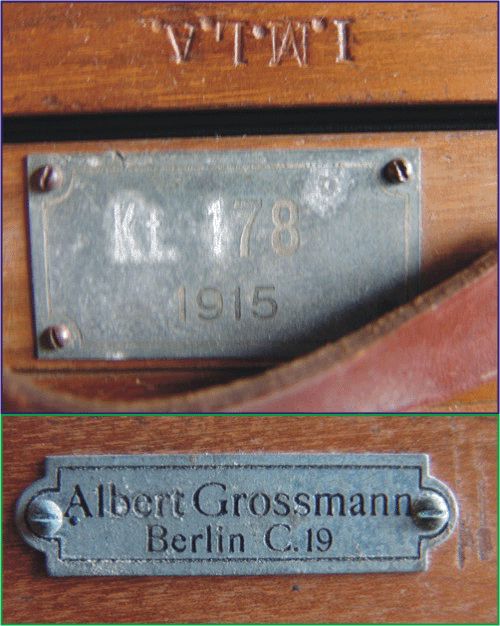 Kt. 178
1915
Albert Grossmann
Berlin C.19